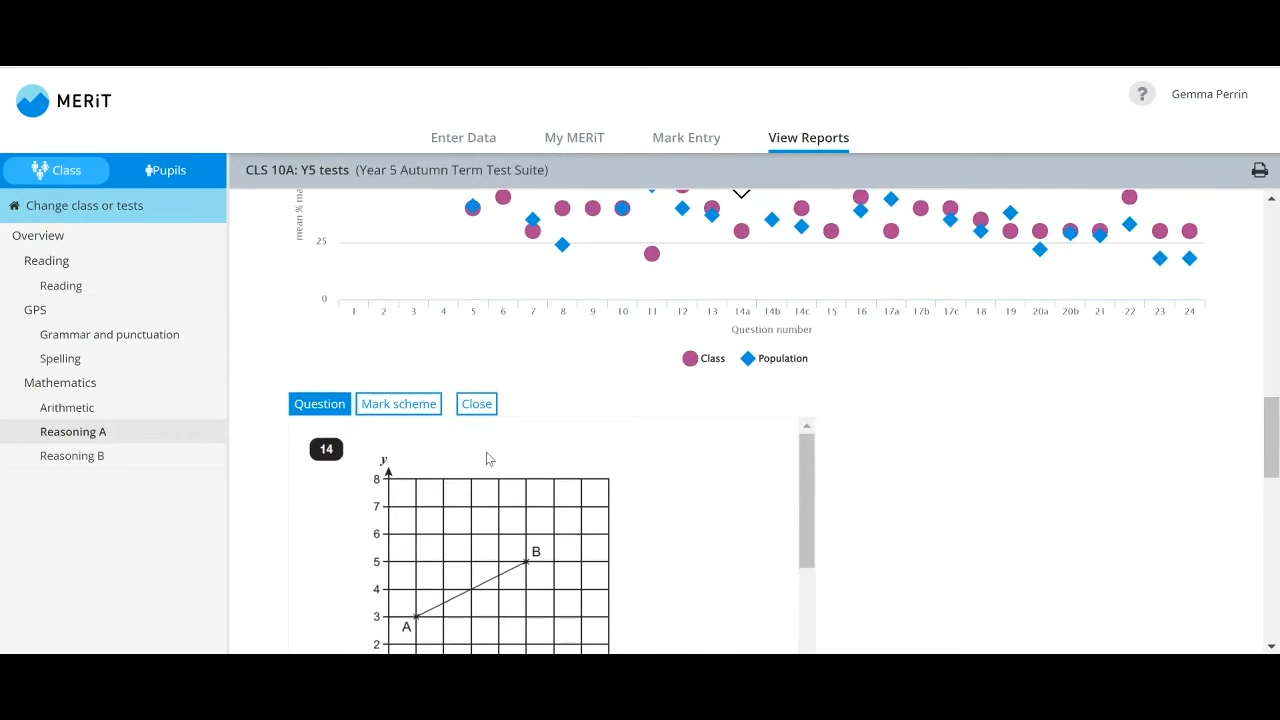 MERiT
? Gemma Perrin
Enter Data My MERiT Mark Entry View Reports
Class Pupils
CLS 10A: Y5 tests (Year 5 Autumn Term Test Suite)
Change class or tests
Overview
Reading
Reading
GPS
Grammar and punctuation
Spelling
Mathematics
Arithmetic
Reasoning A
Reasoning B
mean % ma
25
0
1 2 3 4 5 6 7 8 9 10 11 12 13 14a 14b 14c 15 16 17a 17b 17c 18 19 20a 20b 21 22 23 24
Question number
Class Population
Question Mark scheme Close
14
y
8
7
6
5
4
3
2
B
A